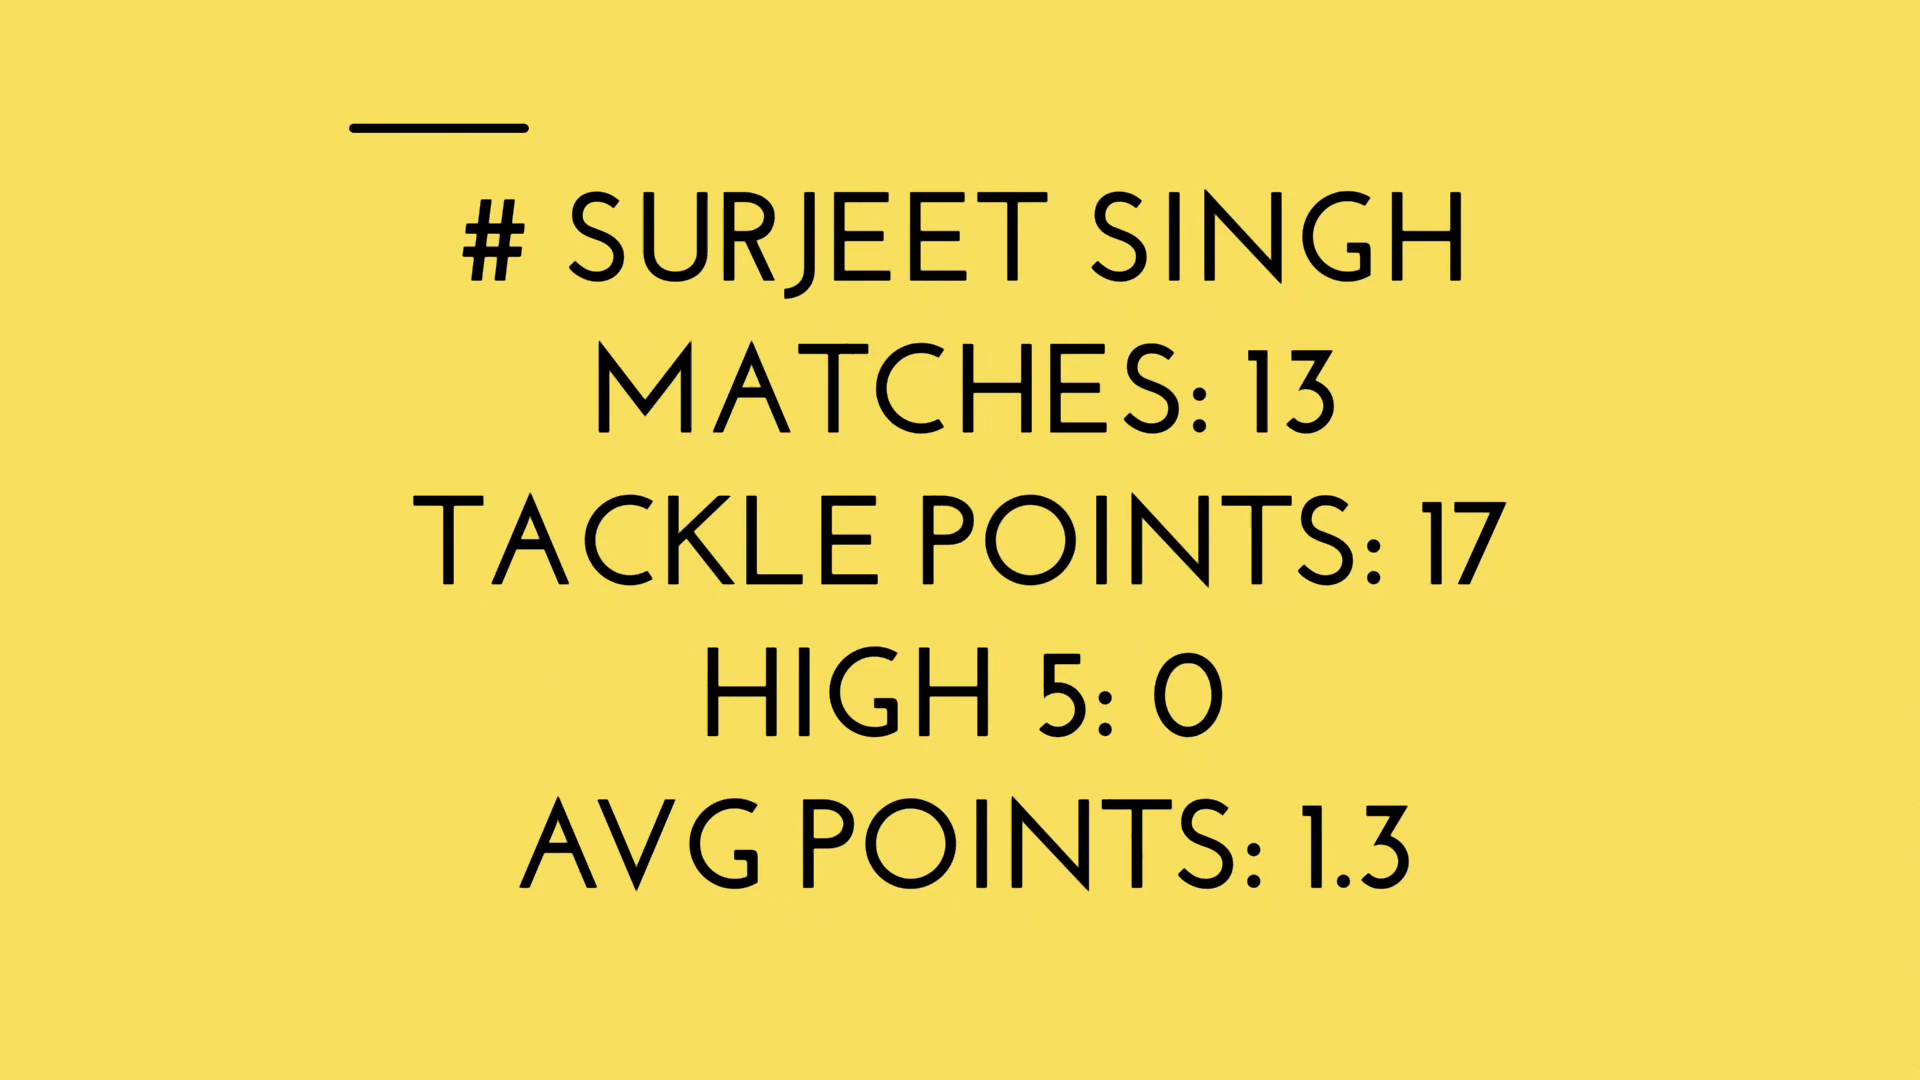 # SURJEET SINGH
MATCHES: 13
TACKLE POINTS: 17
HIGH 5: 0
AVG POINTS: 1.3